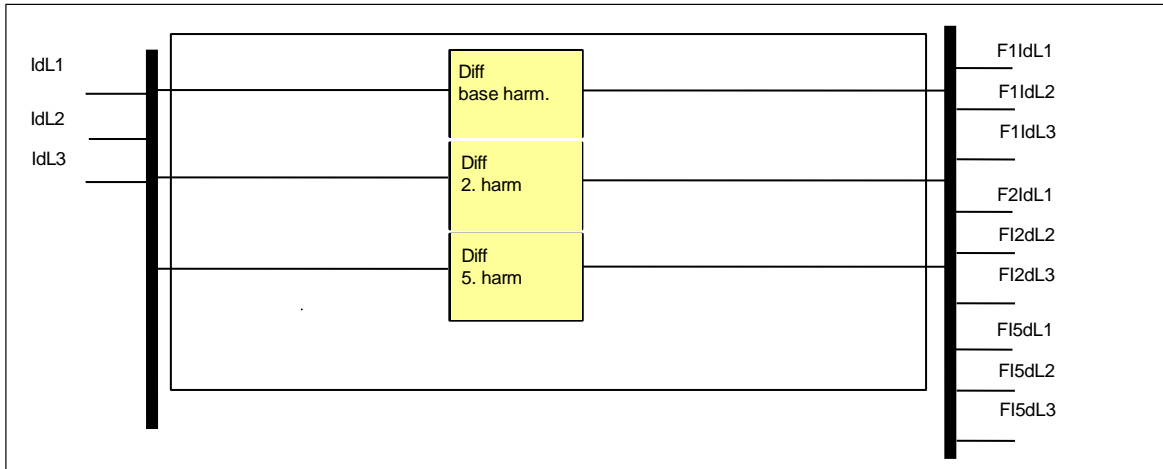 IdL1
IdL2
IdL3
Diff
base harm.
Diff
2. harm
Diff
5. harm
.
F1IdL1
F1IdL2
F1IdL3
F2IdL1
FI2dL2
FI2dL3
FI5dL1
FI5dL2
FI5dL3